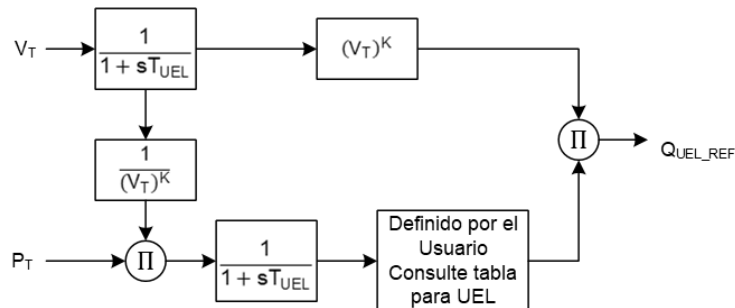 V_T
1
1 + sT_UEL
(V_T)^K
1
(V_T)^K
Π
Q_UEL_REF
P_T
Π
1
1 + sT_UEL
Definido por el
Usuario
Consulte tabla
para UEL